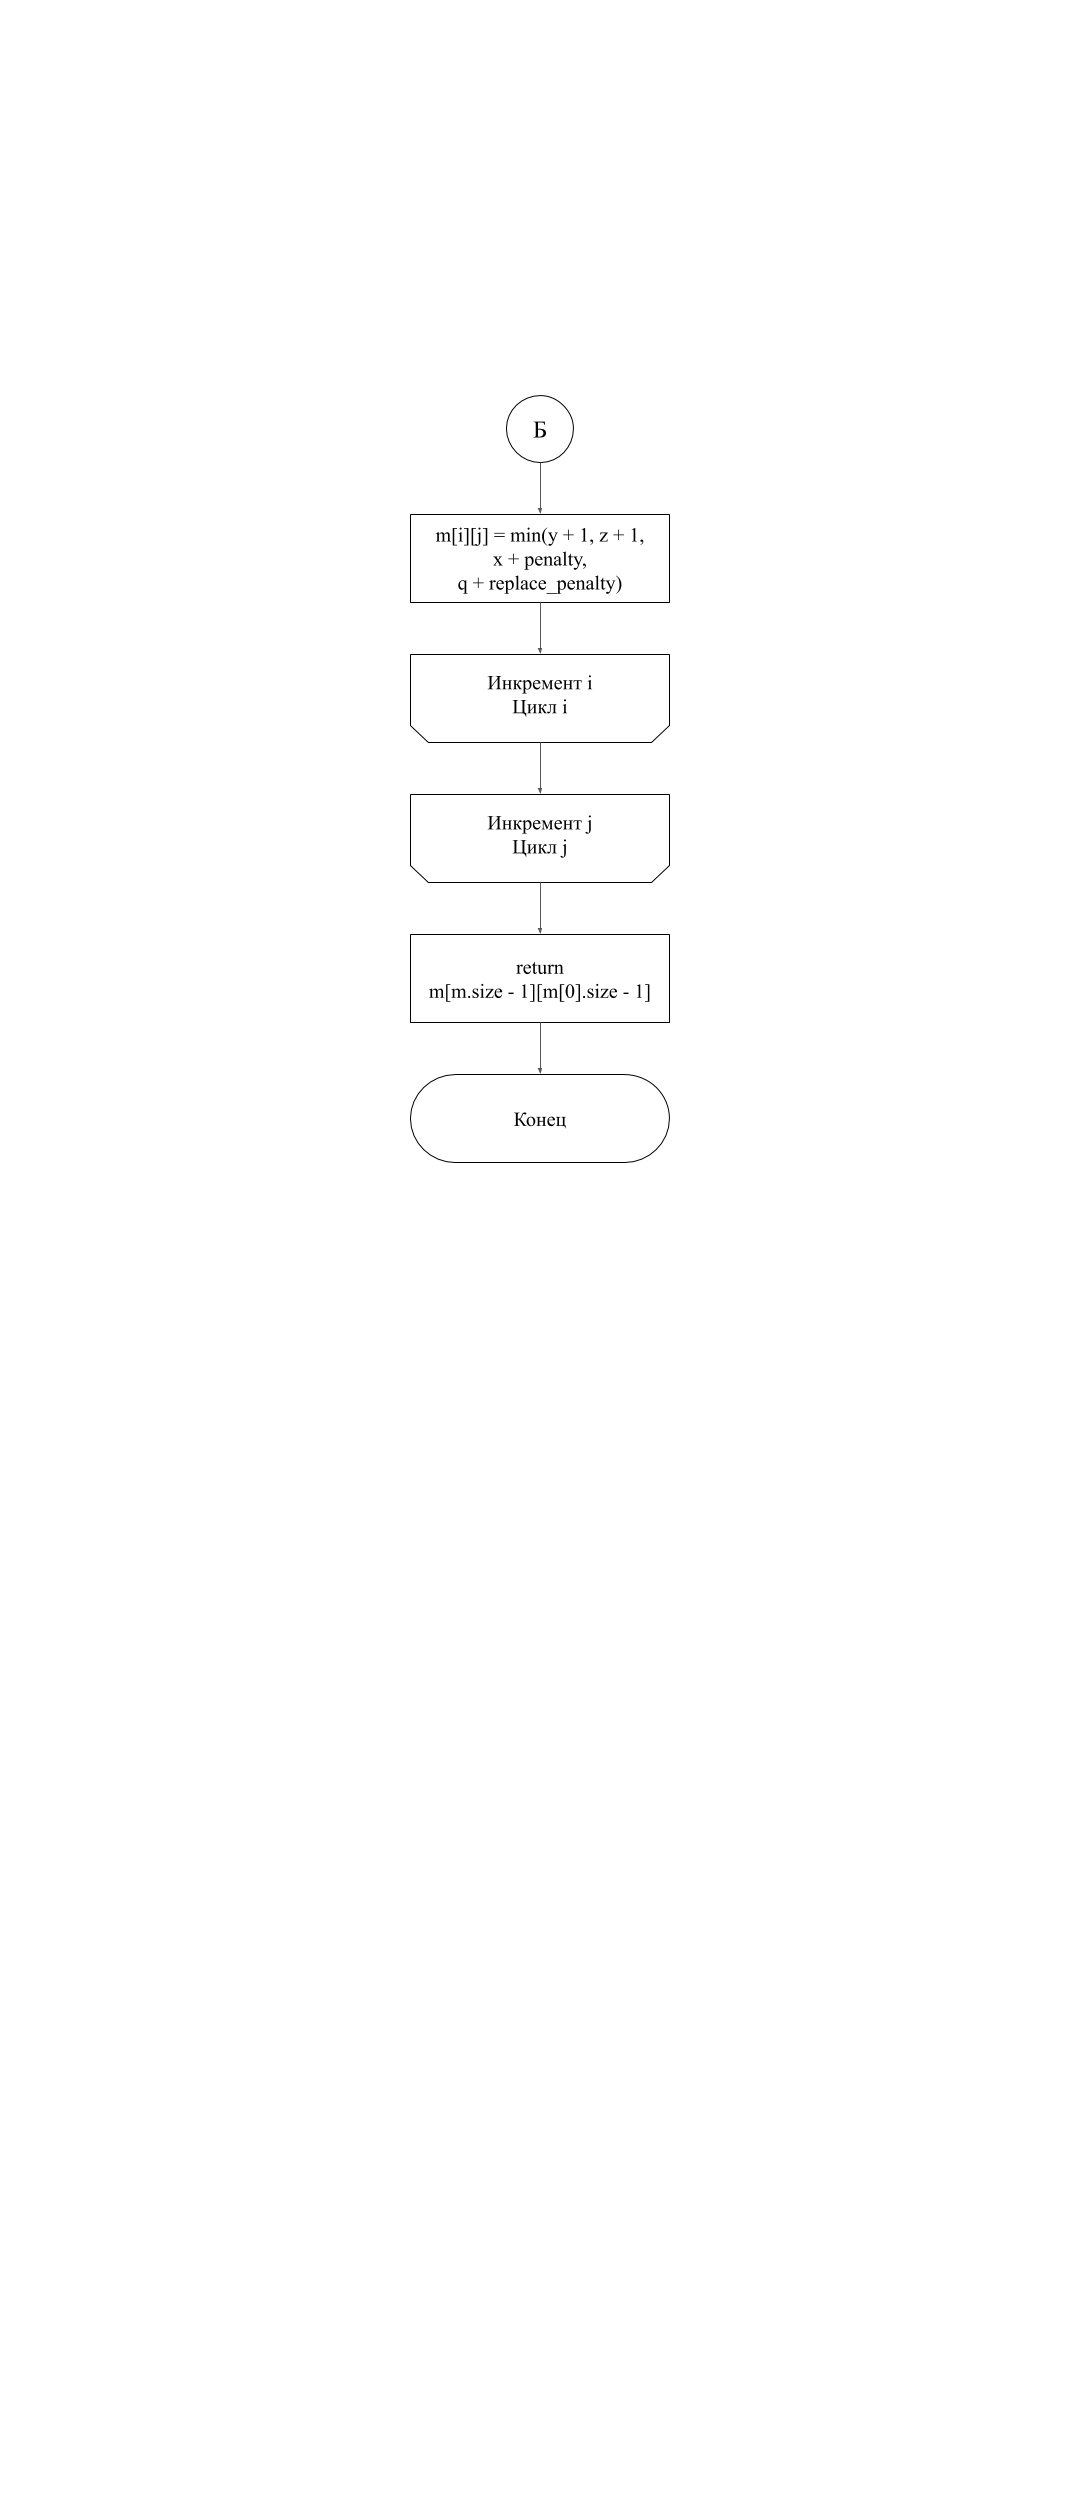 Б
m[i][j] = min(y + 1, z + 1,
x + penalty,
q + replace_penalty)
Инкремент i
Цикл i
Инкремент j
Цикл j
return
m[m.size - 1][m[0].size - 1]
Конец